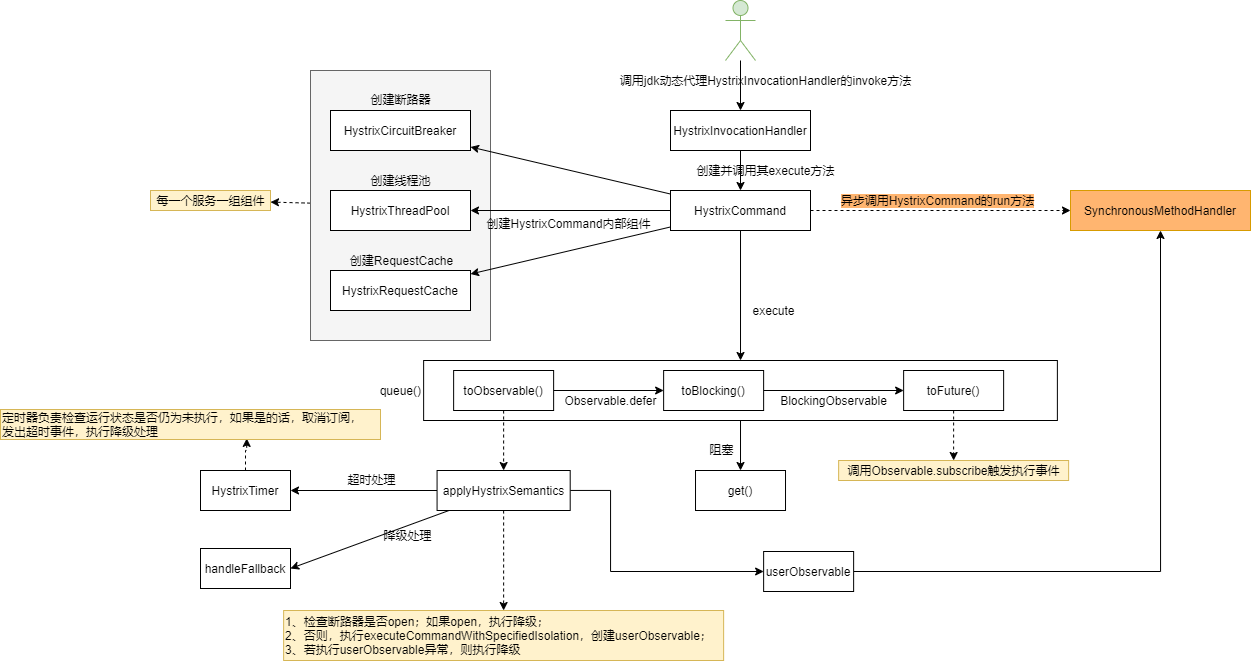 调用jdk动态代理HystrixInvocationHandler的invoke方法
HystrixInvocationHandler
创建并调用其execute方法
创建断路器
HystrixCircuitBreaker
创建线程池
HystrixThreadPool
创建RequestCache
HystrixRequestCache
每一个服务一组组件
创建HystrixCommand内部组件
HystrixCommand
异步调用HystrixCommand的run方法
SynchronousMethodHandler
execute
queue()
toObservable()
Observable.defer
toBlocking()
BlockingObservable
toFuture()
定时器负责检查运行状态是否仍为未执行，如果是的话，取消订阅，
发出超时事件，执行降级处理
阻塞
调用Observable.subscribe触发执行事件
HystrixTimer
超时处理
applyHystrixSemantics
get()
降级处理
handleFallback
userObservable
1、检查断路器是否open；如果open，执行降级；
2、否则，执行executeCommandWithSpecifiedIsolation，创建userObservable；
3、若执行userObservable异常，则执行降级